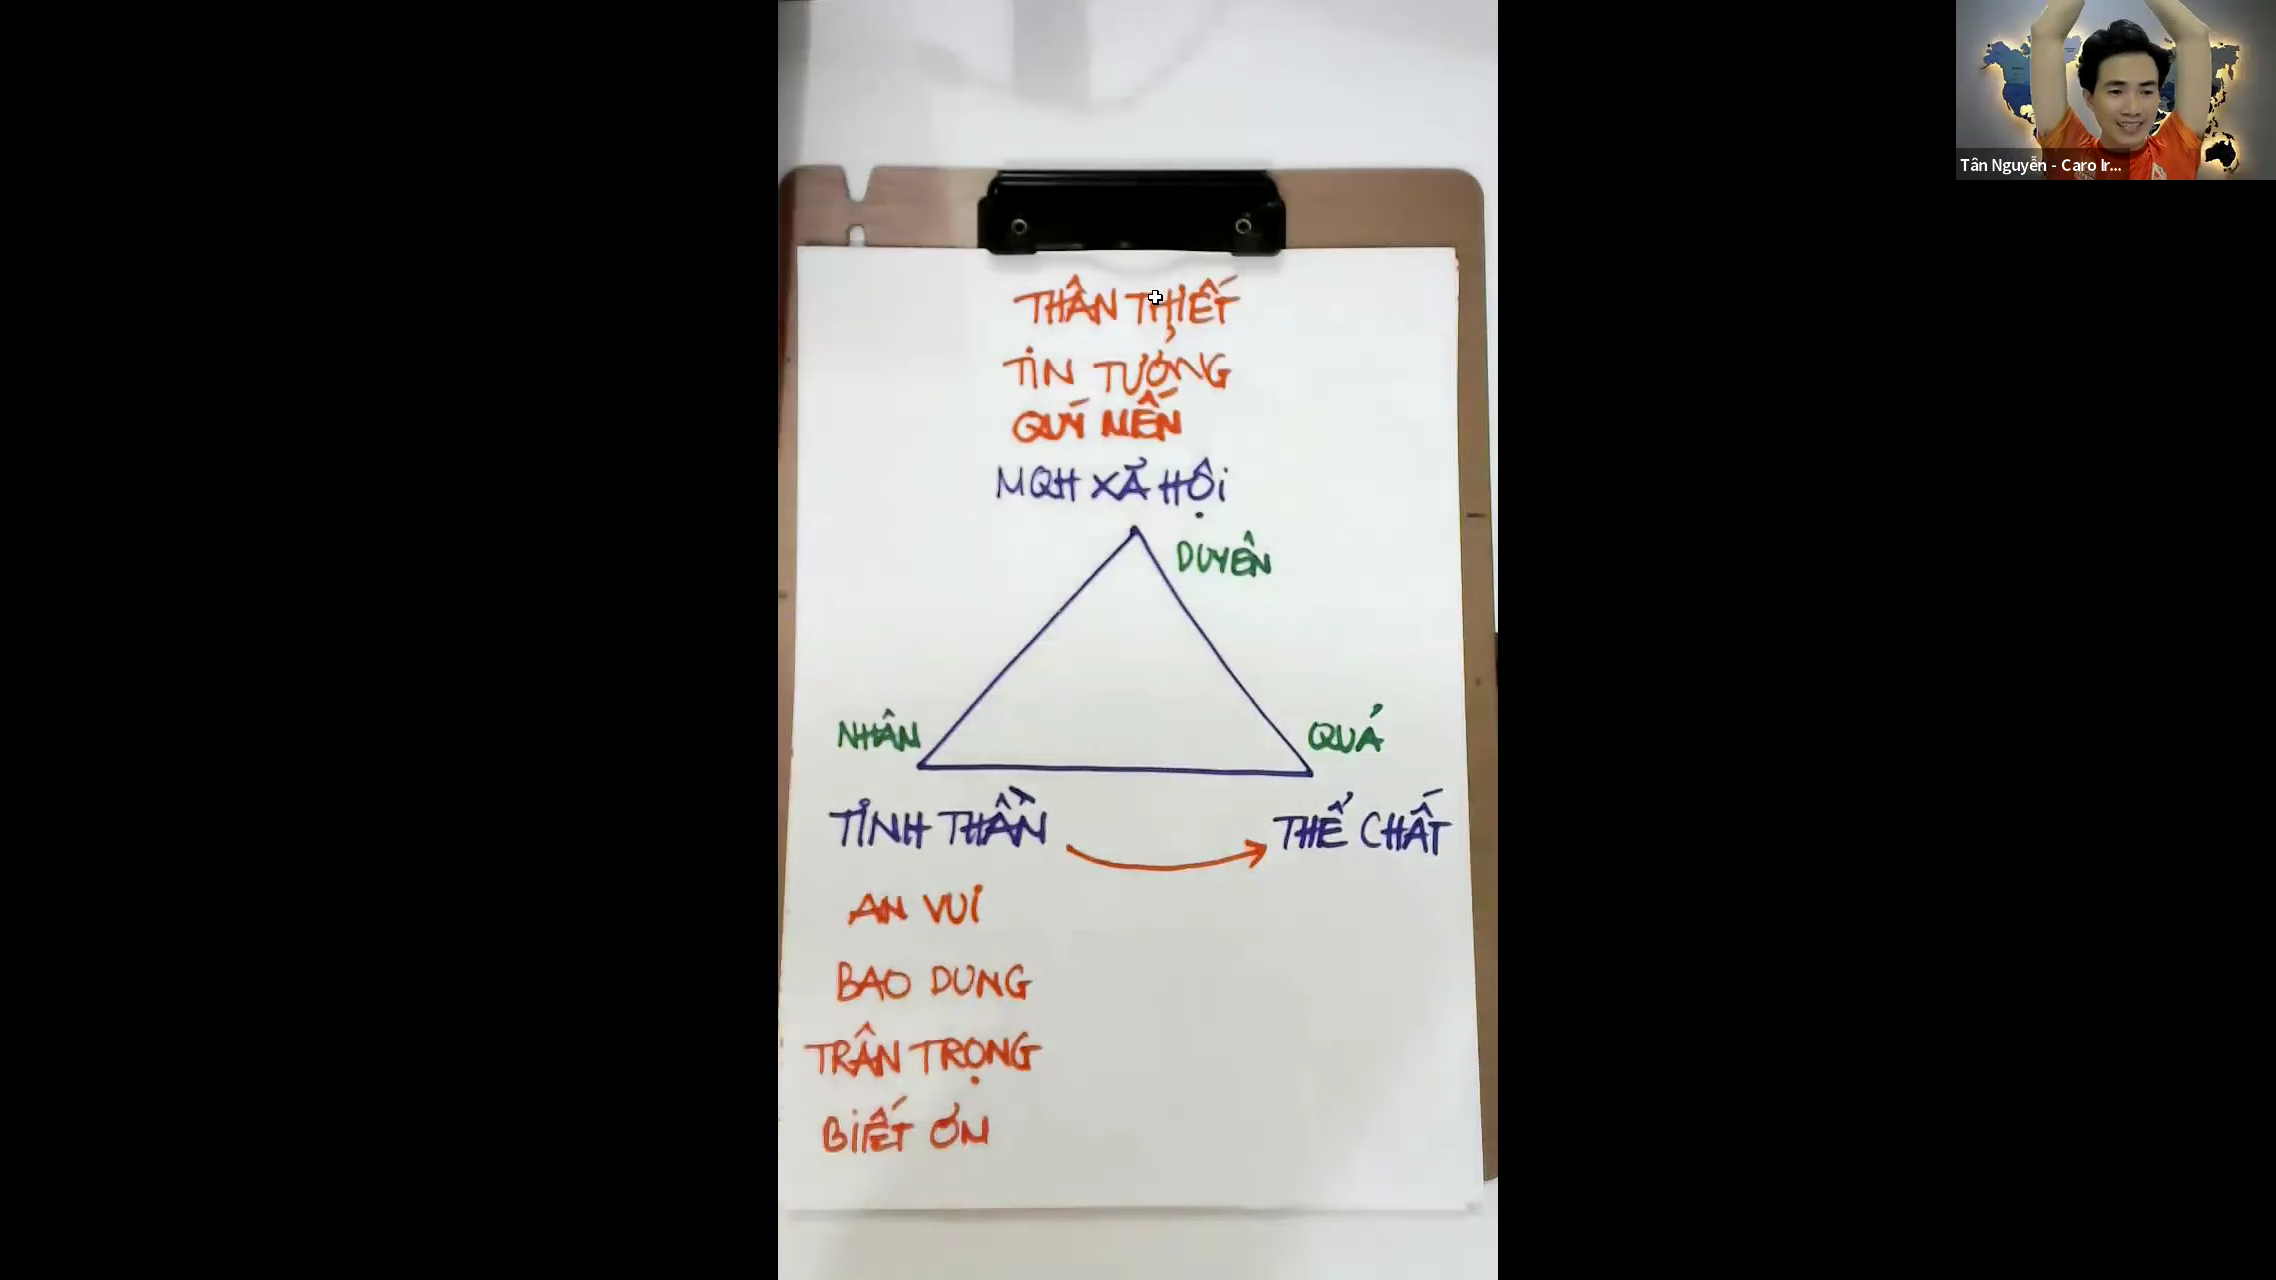 Tân Nguyễn - Caro Ir...
THÂN THIẾT
TIN TƯỞNG
QUÝ MẾN
MQH XÃ HỘI
DUYÊN
NHÂN
QUẢ
TINH THẦN
THỂ CHẤT
AN VUI
BAO DUNG
TRÂN TRỌNG
BIẾT ƠN